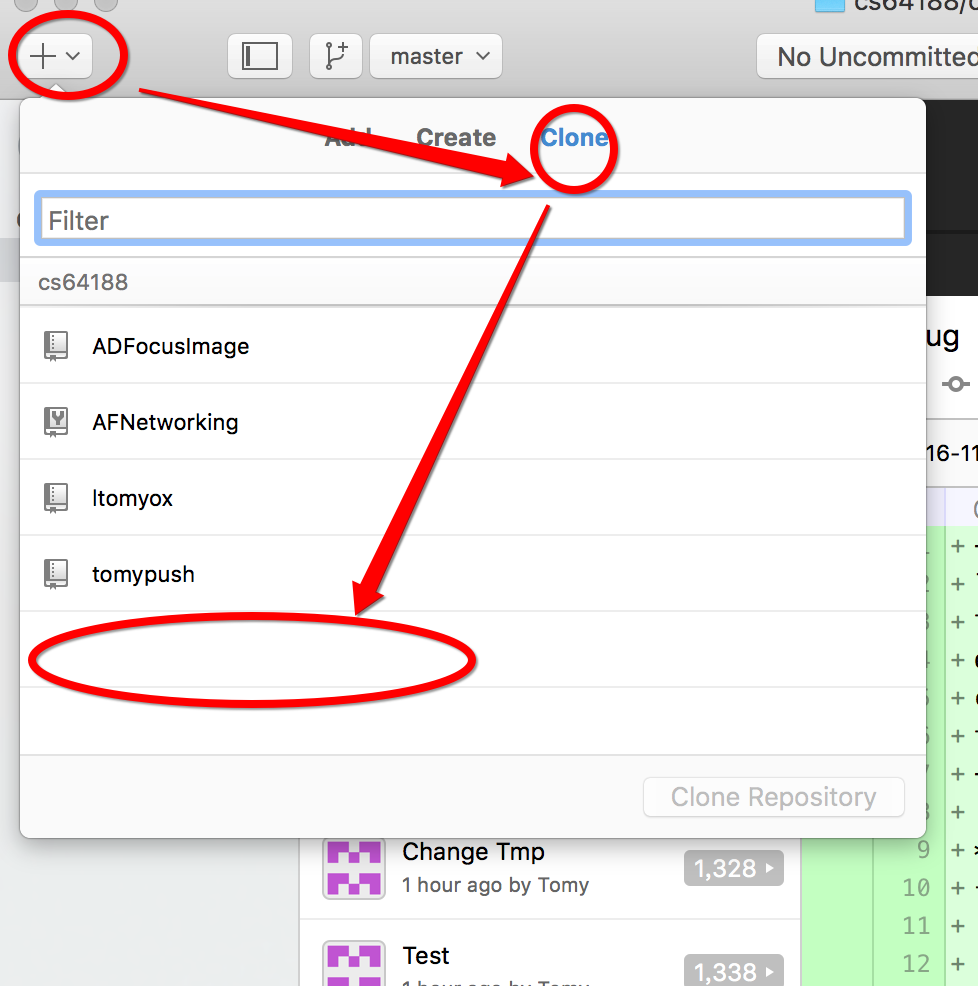 cs64188/
master
No Uncommitted
Add Create Clone
Filter
cs64188
ADFocusImage
AFNetworking
ltomyox
tomypush
Clone Repository
ug
16-11
Change Tmp
1 hour ago by Tomy
1,328
Test
1 hour ago by Tomy
1,338
9 +
10 +
11 +
12 +